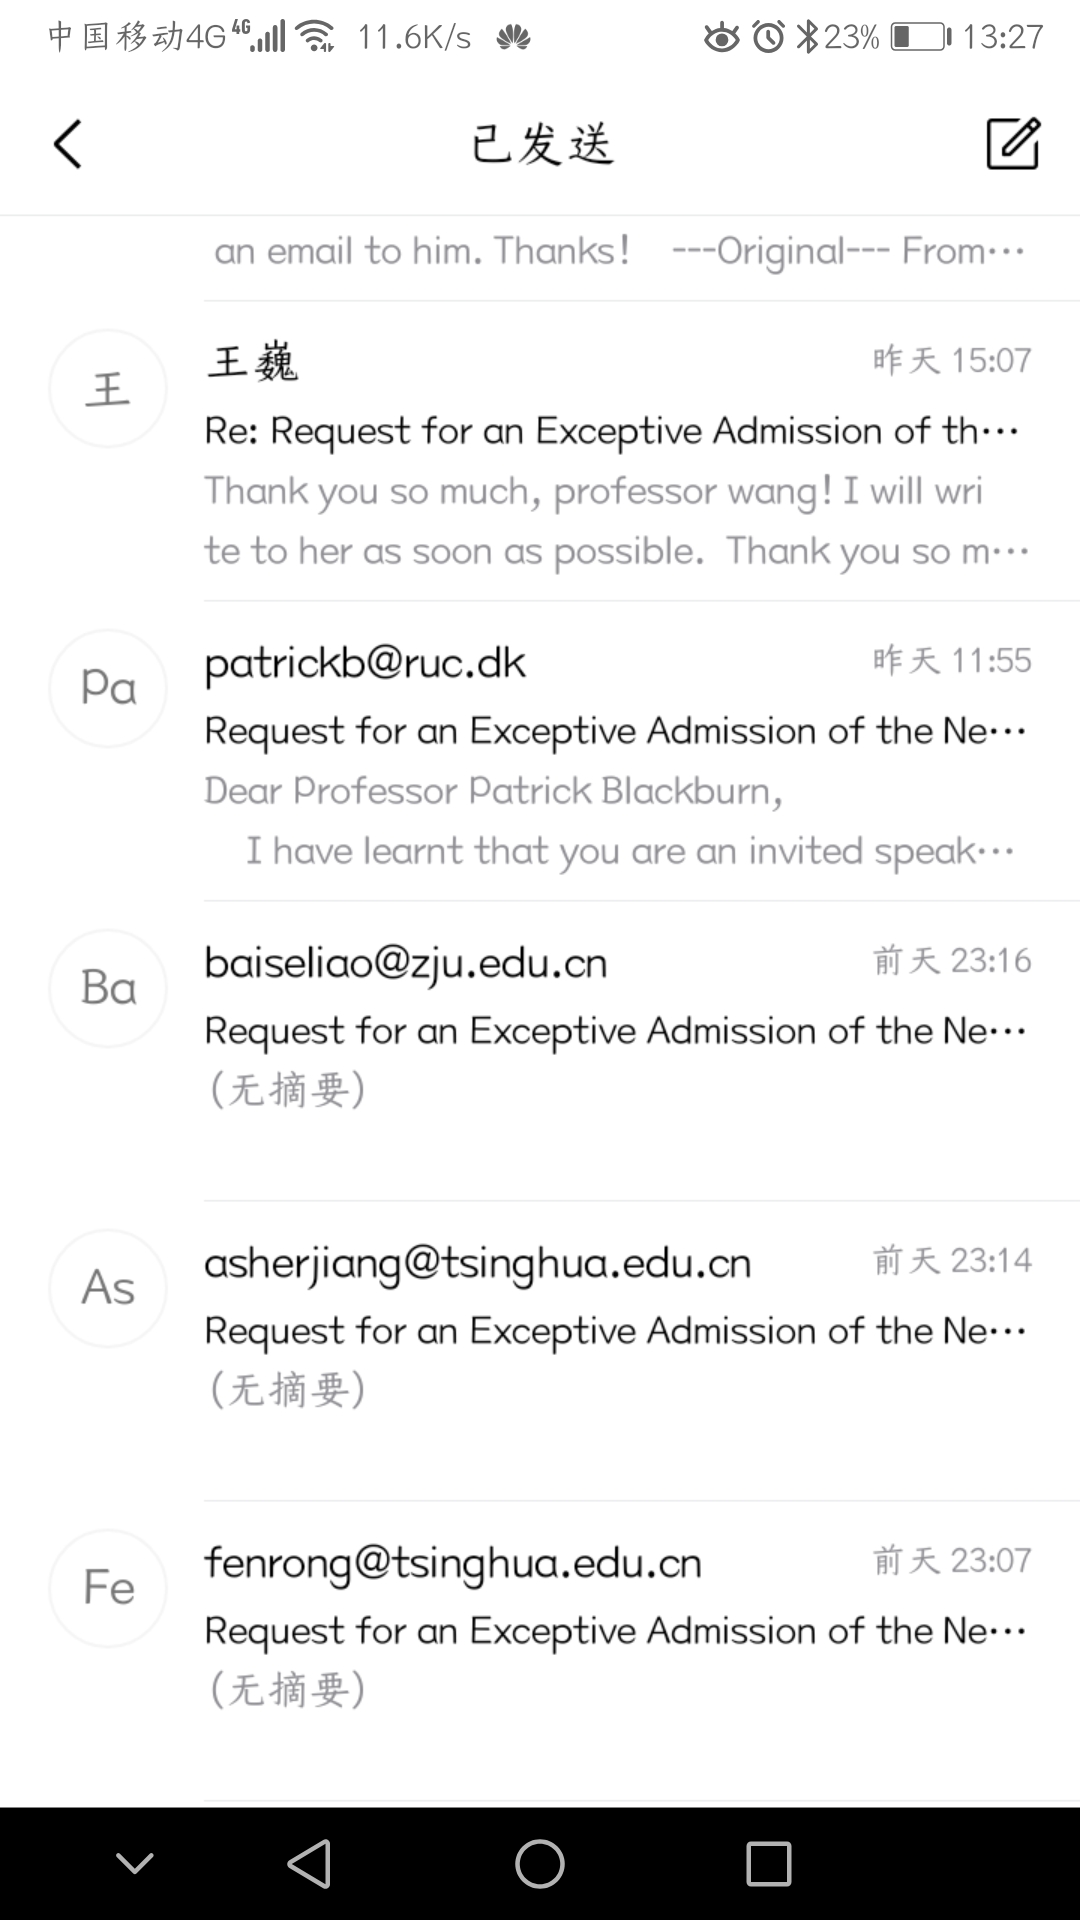 中国移动4G 4G 11.6K/s 23% 13:27
已发送
an email to him. Thanks! ---Original--- From…
王
王巍 昨天 15:07
Re: Request for an Exceptive Admission of th…
Thank you so much, professor wang! I will wri
te to her as soon as possible. Thank you so m…
Pa
patrickb@ruc.dk 昨天 11:55
Request for an Exceptive Admission of the Ne…
Dear Professor Patrick Blackburn,
I have learnt that you are an invited speak…
Ba
baiseliao@zju.edu.cn 前天 23:16
Request for an Exceptive Admission of the Ne…
(无摘要)
As
asherjiang@tsinghua.edu.cn 前天 23:14
Request for an Exceptive Admission of the Ne…
(无摘要)
Fe
fenrong@tsinghua.edu.cn 前天 23:07
Request for an Exceptive Admission of the Ne…
(无摘要)